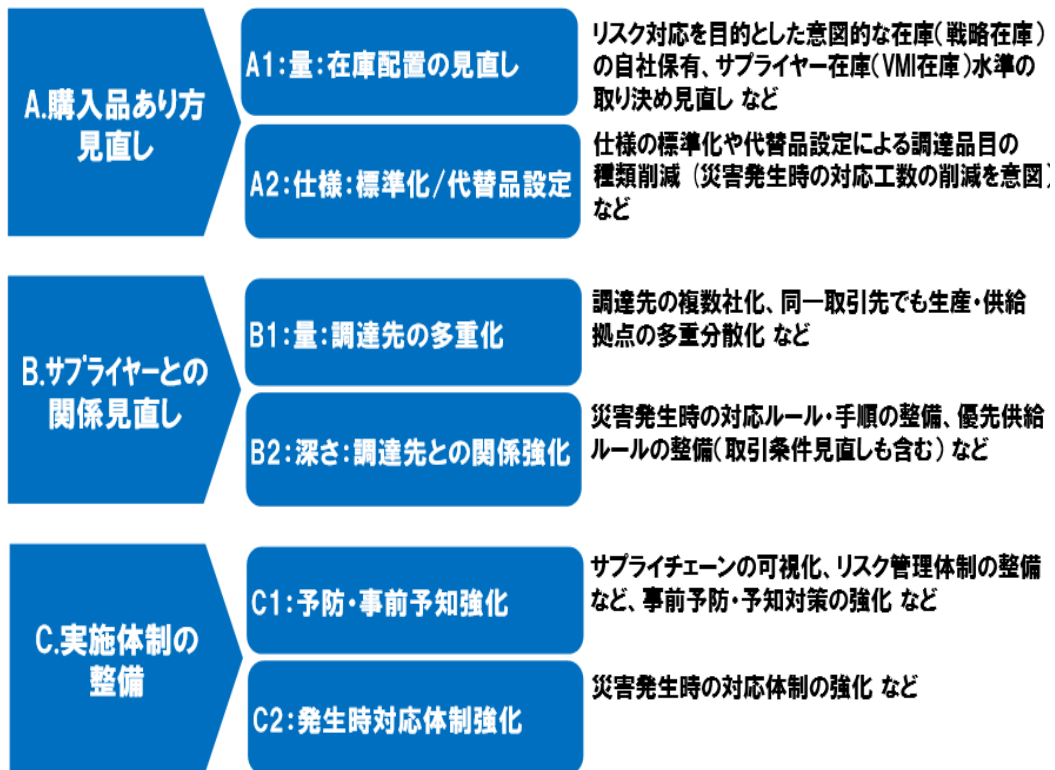 A.購入品あり方
見直し
A1:量:在庫配置の見直し
リスク対応を目的とした意図的な在庫(戦略在庫)
の自社保有、サプライヤー在庫(VMI在庫)水準の
取り決め見直し など
A2:仕様:標準化/代替品設定
仕様の標準化や代替品設定による調達品目の
種類削減 (災害発生時の対応工数の削減を意図)
など
B.サプライヤーとの
関係見直し
B1:量:調達先の多重化
調達先の複数社化、同一取引先でも生産・供給
拠点の多重分散化 など
B2:深さ:調達先との関係強化
災害発生時の対応ルール・手順の整備、優先供給
ルールの整備(取引条件見直しも含む) など
C.実施体制の
整備
C1:予防・事前予知強化
サプライチェーンの可視化、リスク管理体制の整備
など、事前予防・予知対策の強化 など
C2:発生時対応体制強化
災害発生時の対応体制の強化 など